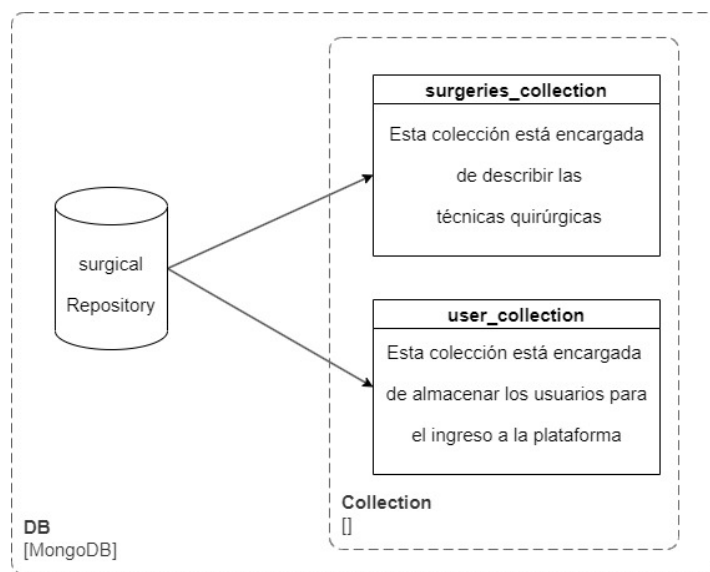 surgeries_collection
Esta colección está encargada
de describir las
técnicas quirúrgicas
surgical
Repository
user_collection
Esta colección está encargada
de almacenar los usuarios para
el ingreso a la plataforma
Collection
[]
DB
[MongoDB]